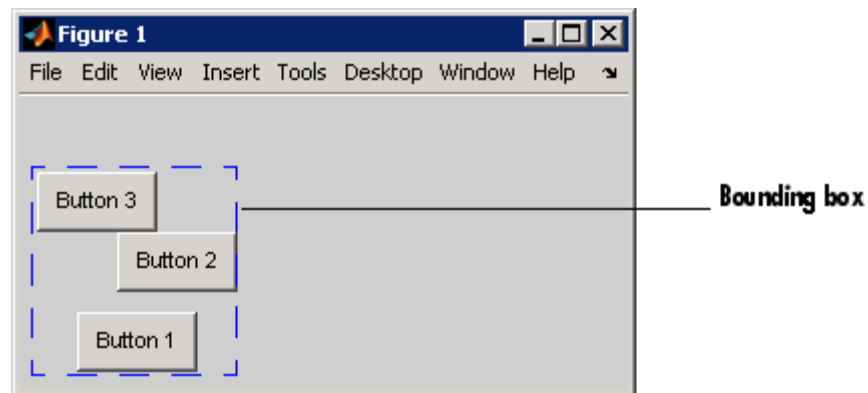 Figure 1
File Edit View Insert Tools Desktop Window Help
Button 3
Bounding box
Button 2
Button 1